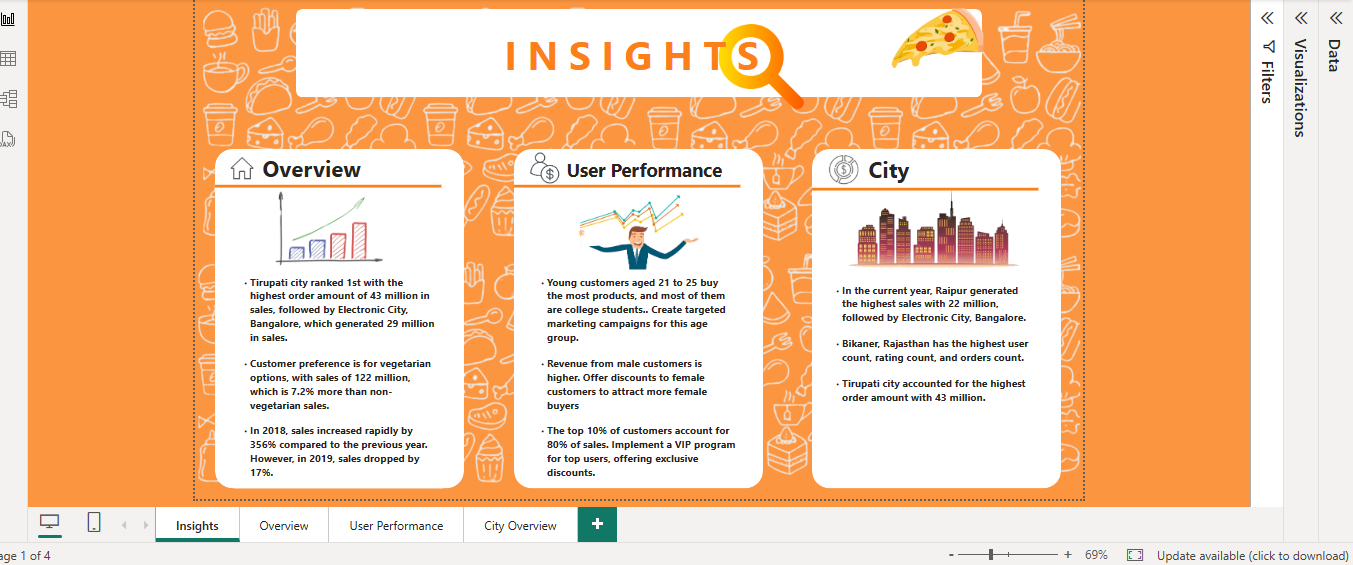 INSIGHTS
Filters
Visualizations
Data
Overview
· Tirupati city ranked 1st with the
highest order amount of 43 million in
sales, followed by Electronic City,
Bangalore, which generated 29 million
in sales.
· Customer preference is for vegetarian
options, with sales of 122 million,
which is 7.2% more than non-
vegetarian sales.
· In 2018, sales increased rapidly by
356% compared to the previous year.
However, in 2019, sales dropped by
17%.
User Performance
· Young customers aged 21 to 25 buy
the most products, and most of them
are college students.. Create targeted
marketing campaigns for this age
group.
· Revenue from male customers is
higher. Offer discounts to female
customers to attract more female
buyers
· The top 10% of customers account for
80% of sales. Implement a VIP program
for top users, offering exclusive
discounts.
City
· In the current year, Raipur generated
the highest sales with 22 million,
followed by Electronic City, Bangalore.
· Bikaner, Rajasthan has the highest user
count, rating count, and orders count.
· Tirupati city accounted for the highest
order amount with 43 million.
Insights Overview User Performance City Overview +
age 1 of 4 - + 69% Update available (click to download)